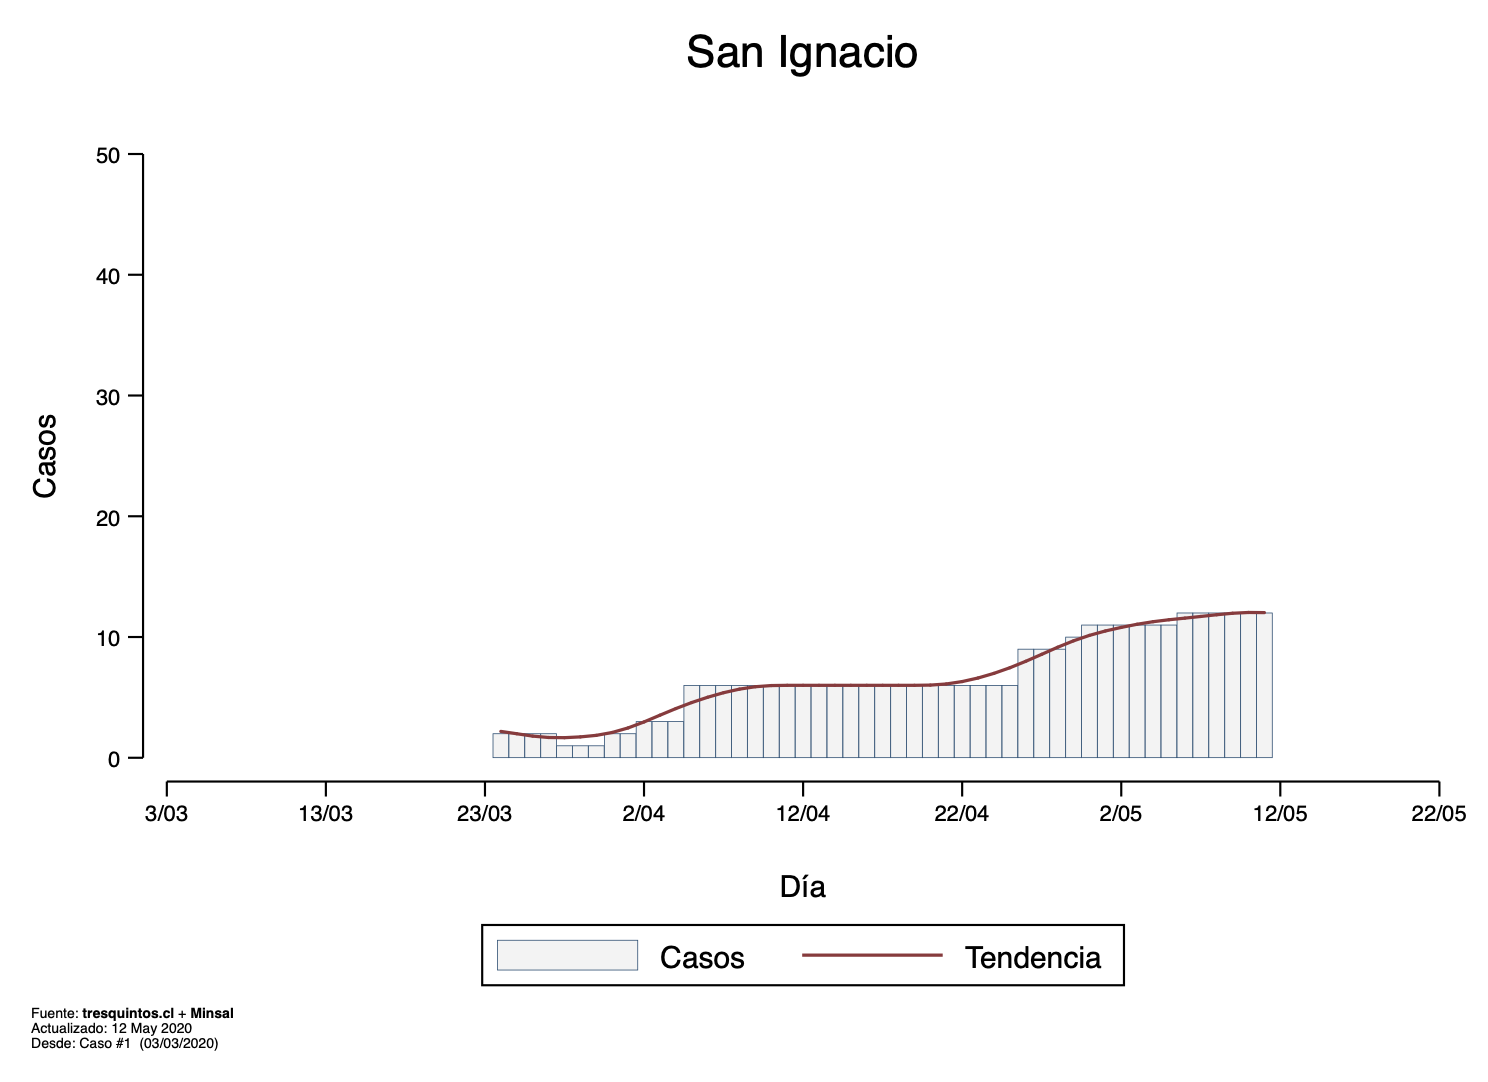 San Ignacio
50
40
30
20
10
0
Casos
3/03 13/03 23/03 2/04 12/04 22/04 2/05 12/05 22/05
Día
Casos Tendencia
Fuente: tresquintos.cl + Minsal
Actualizado: 12 May 2020
Desde: Caso #1 (03/03/2020)